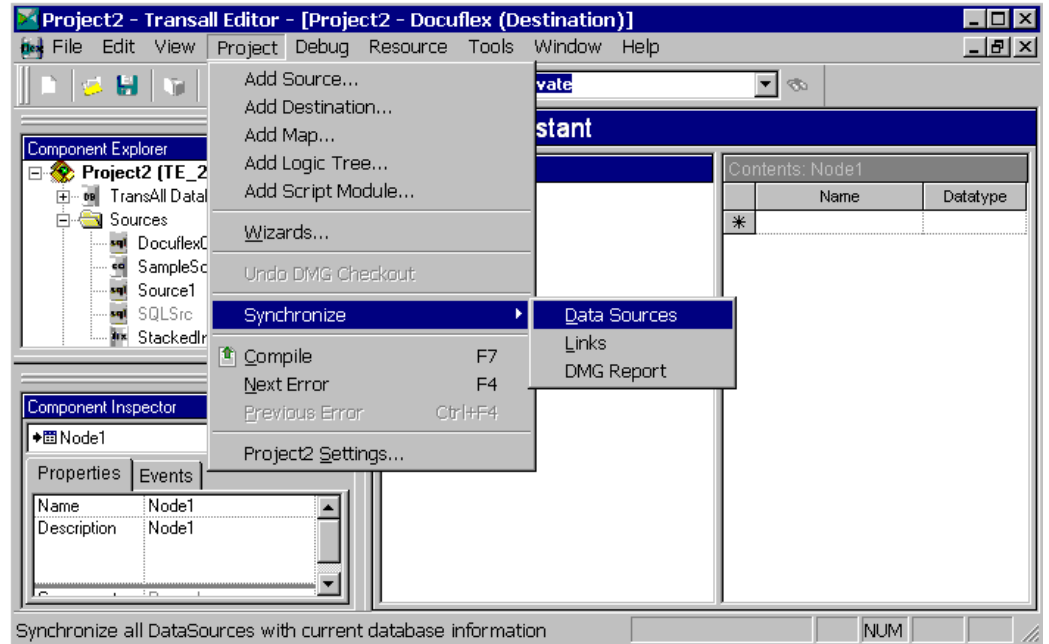 Project2 - Transall Editor - [Project2 - Docuflex (Destination)]
File Edit View Project Debug Resource Tools Window Help
vate
stant
Add Source...
Add Destination...
Add Map...
Add Logic Tree...
Add Script Module...
Wizards...
Undo DMG Checkout
Synchronize
Compile F7
Next Error F4
Previous Error Ctrl+F4
Project2 Settings...
Data Sources
Links
DMG Report
Component Explorer
Project2 (TE_2
TransAll Datal
Sources
DocuflexC
SampleSc
Source1
SQLSrc
StackedIr
Contents: Node1
Name Datatype
Component Inspector
Node1
Properties Events
Name Node1
Description Node1
Synchronize all DataSources with current database information
NUM